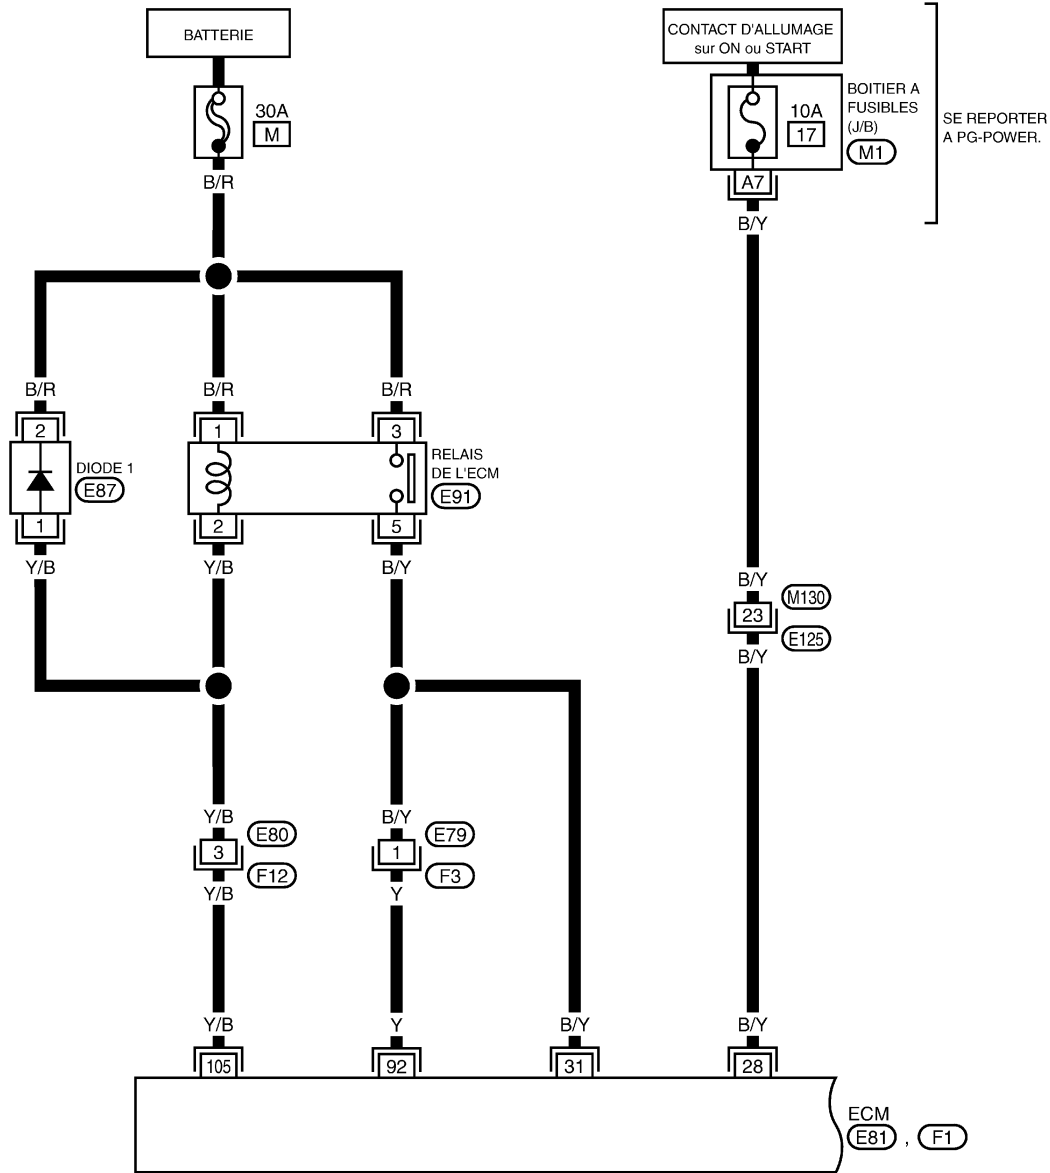 BATTERIE
CONTACT D'ALLUMAGE
sur ON ou START
30A
M
10A
17
BOITIER A
FUSIBLES
(J/B)
M1
SE REPORTER
A PG-POWER.
B/R
A7
B/Y
B/R
B/R
B/R
2
1
3
DIODE 1
E87
RELAIS
DE L'ECM
E91
1
2
5
Y/B
Y/B
B/Y
B/Y
23
M130
E125
B/Y
Y/B
B/Y
3
E80
F12
1
E79
F3
Y/B
Y
Y/B
Y
B/Y
B/Y
105
92
31
28
ECM
E81 , F1